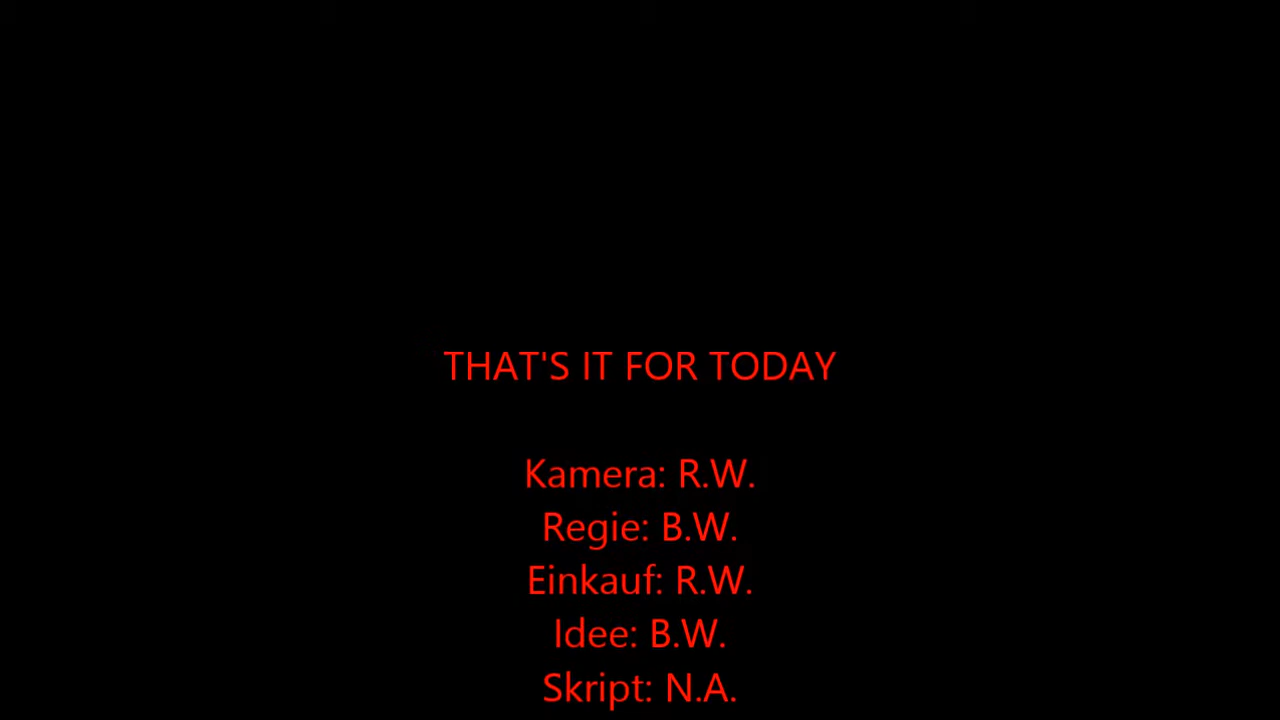 THAT'S IT FOR TODAY
Kamera: R.W.
Regie: B.W.
Einkauf: R.W.
Idee: B.W.
Skript: N.A.